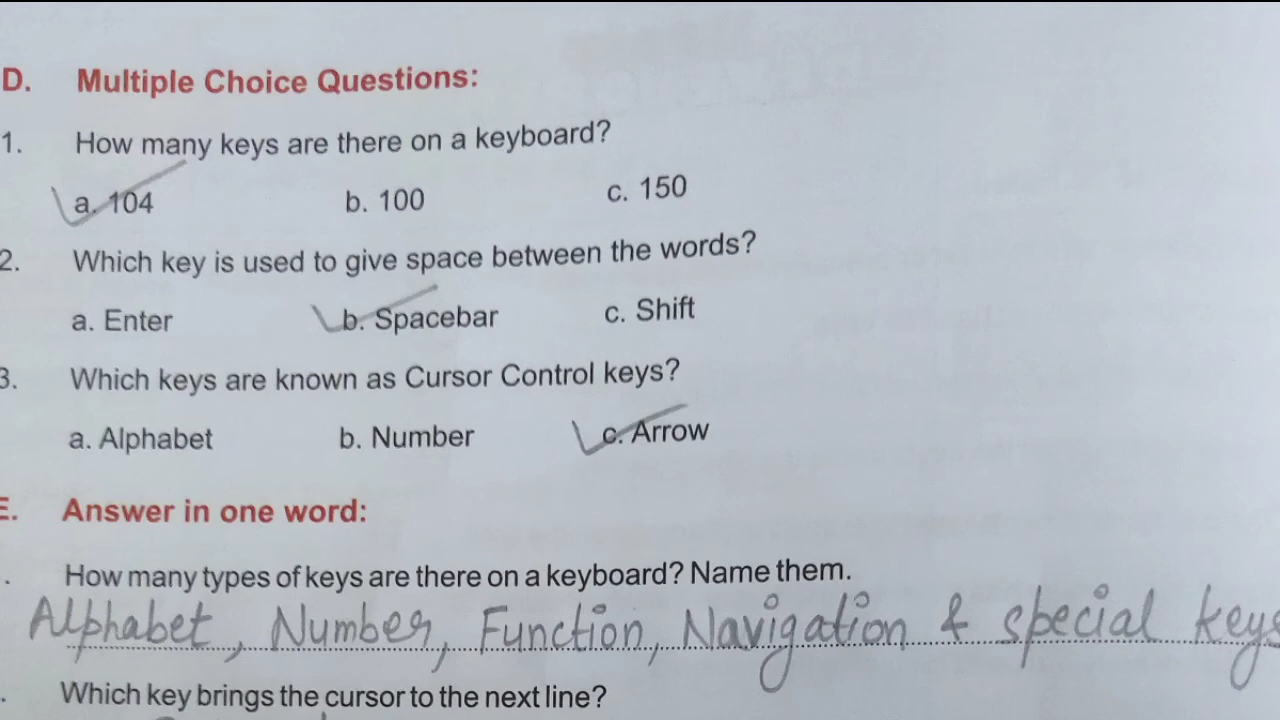 D. Multiple Choice Questions:
1. How many keys are there on a keyboard?
a. 104 b. 100 c. 150
2. Which key is used to give space between the words?
a. Enter b. Spacebar c. Shift
3. Which keys are known as Cursor Control keys?
a. Alphabet b. Number c. Arrow
E. Answer in one word:
. How many types of keys are there on a keyboard? Name them.
Alphabet, Number, Function, Navigation & special keys
. Which key brings the cursor to the next line?